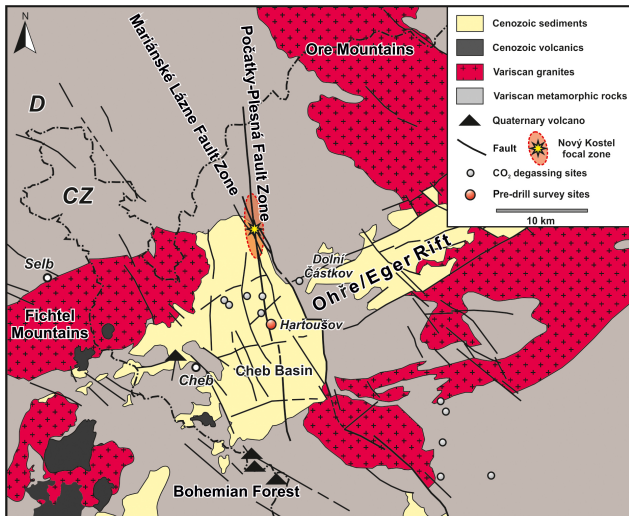 N
D
CZ
Mariánské Lázne Fault Zone
Počatky-Plesná Fault Zone
Ore Mountains
Selb
Fichtel
Mountains
Dolní
Částkov
Ohře/Eger Rift
Hartoušov
Cheb
Cheb Basin
Bohemian Forest
Cenozoic sediments
Cenozoic volcanics
Variscan granites
Variscan metamorphic rocks
Quaternary volcano
Fault
Nový Kostel
focal zone
CO₂ degassing sites
Pre-drill survey sites
10 km